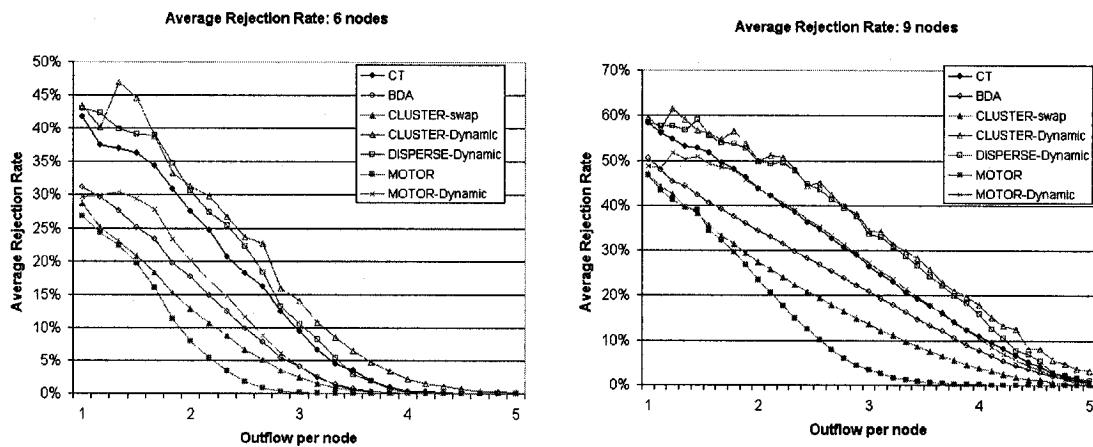 Average Rejection Rate: 6 nodes
50%
45%
40%
35%
30%
25%
20%
15%
10%
5%
0%
Average Rejection Rate
1
2
3
4
5
Outflow per node
CT
BDA
CLUSTER-swap
CLUSTER-Dynamic
DISPERSE-Dynamic
MOTOR
MOTOR-Dynamic
Average Rejection Rate: 9 nodes
70%
60%
50%
40%
30%
20%
10%
0%
Average Rejection Rate
1
2
3
4
5
Outflow per node
CT
BDA
CLUSTER-swap
CLUSTER-Dynamic
DISPERSE-Dynamic
MOTOR
MOTOR-Dynamic